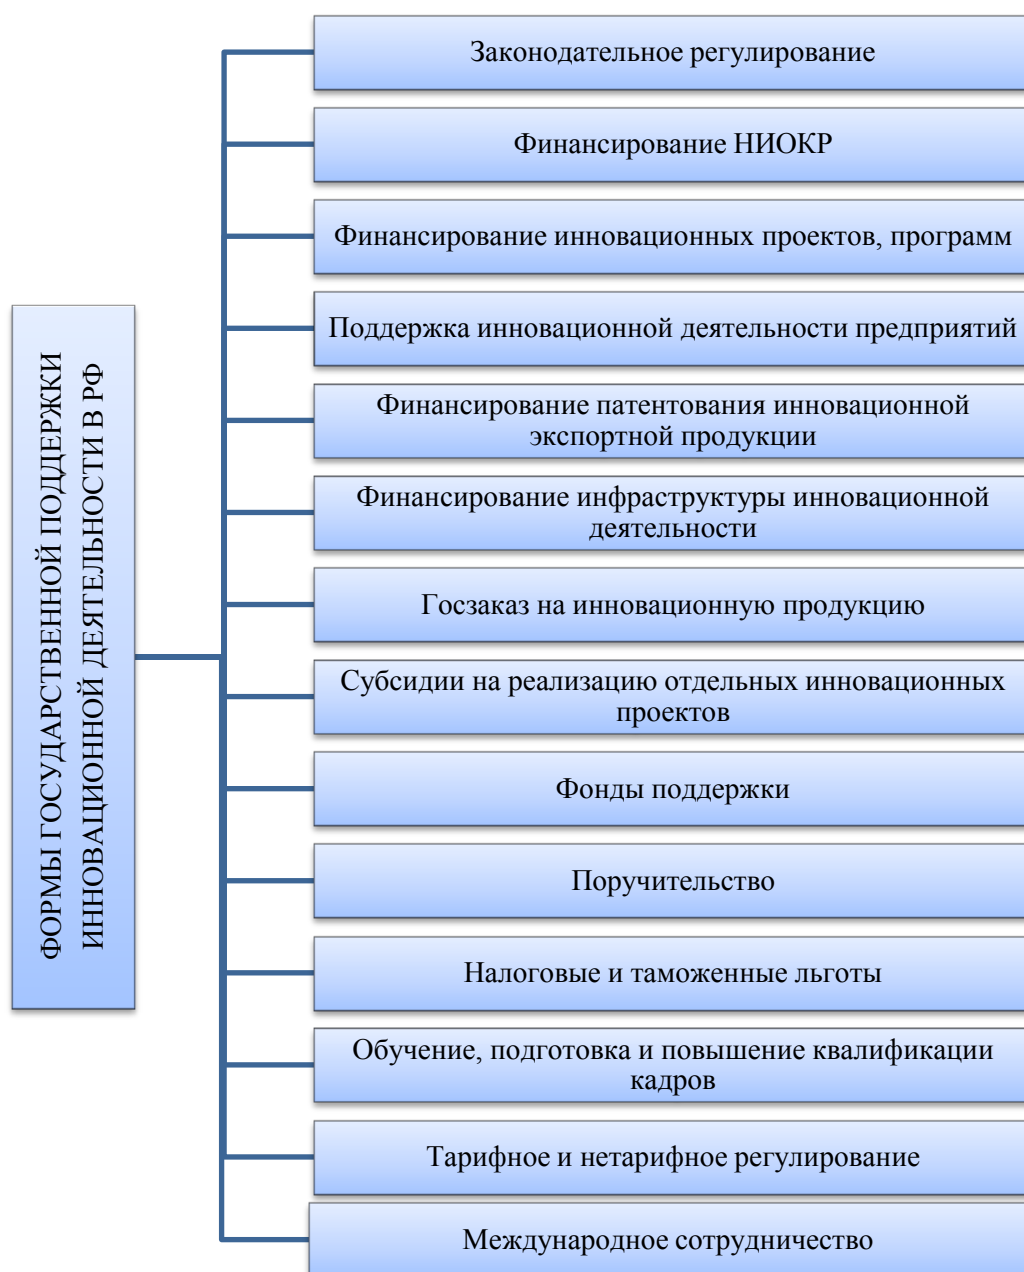 ФОРМЫ ГОСУДАРСТВЕННОЙ ПОДДЕРЖКИ
ИННОВАЦИОННОЙ ДЕЯТЕЛЬНОСТИ В РФ
Законодательное регулирование
Финансирование НИОКР
Финансирование инновационных проектов, программ
Поддержка инновационной деятельности предприятий
Финансирование патентования инновационной
экспортной продукции
Финансирование инфраструктуры инновационной
деятельности
Госзаказ на инновационную продукцию
Субсидии на реализацию отдельных инновационных
проектов
Фонды поддержки
Поручительство
Налоговые и таможенные льготы
Обучение, подготовка и повышение квалификации
кадров
Тарифное и нетарифное регулирование
Международное сотрудничество